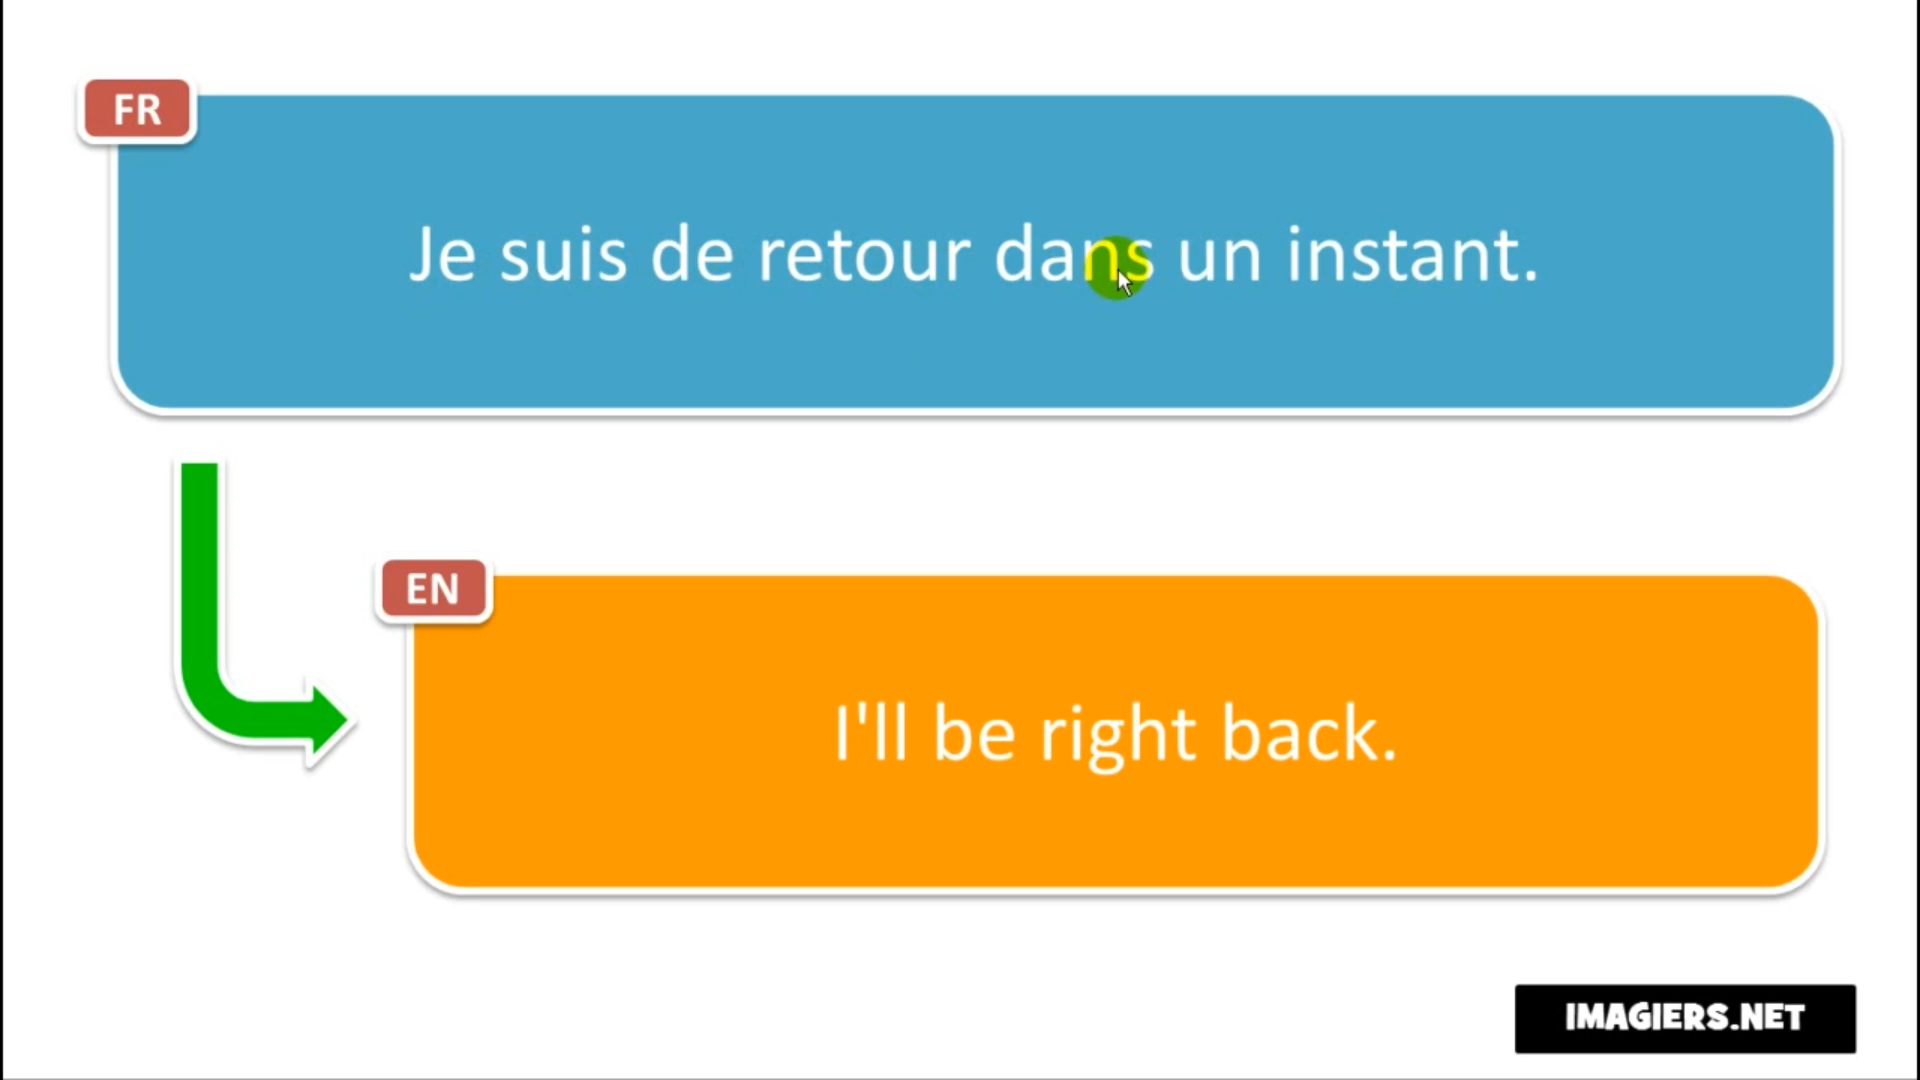 FR
Je suis de retour dans un instant.
EN
I'll be right back.
IMAGIERS.NET